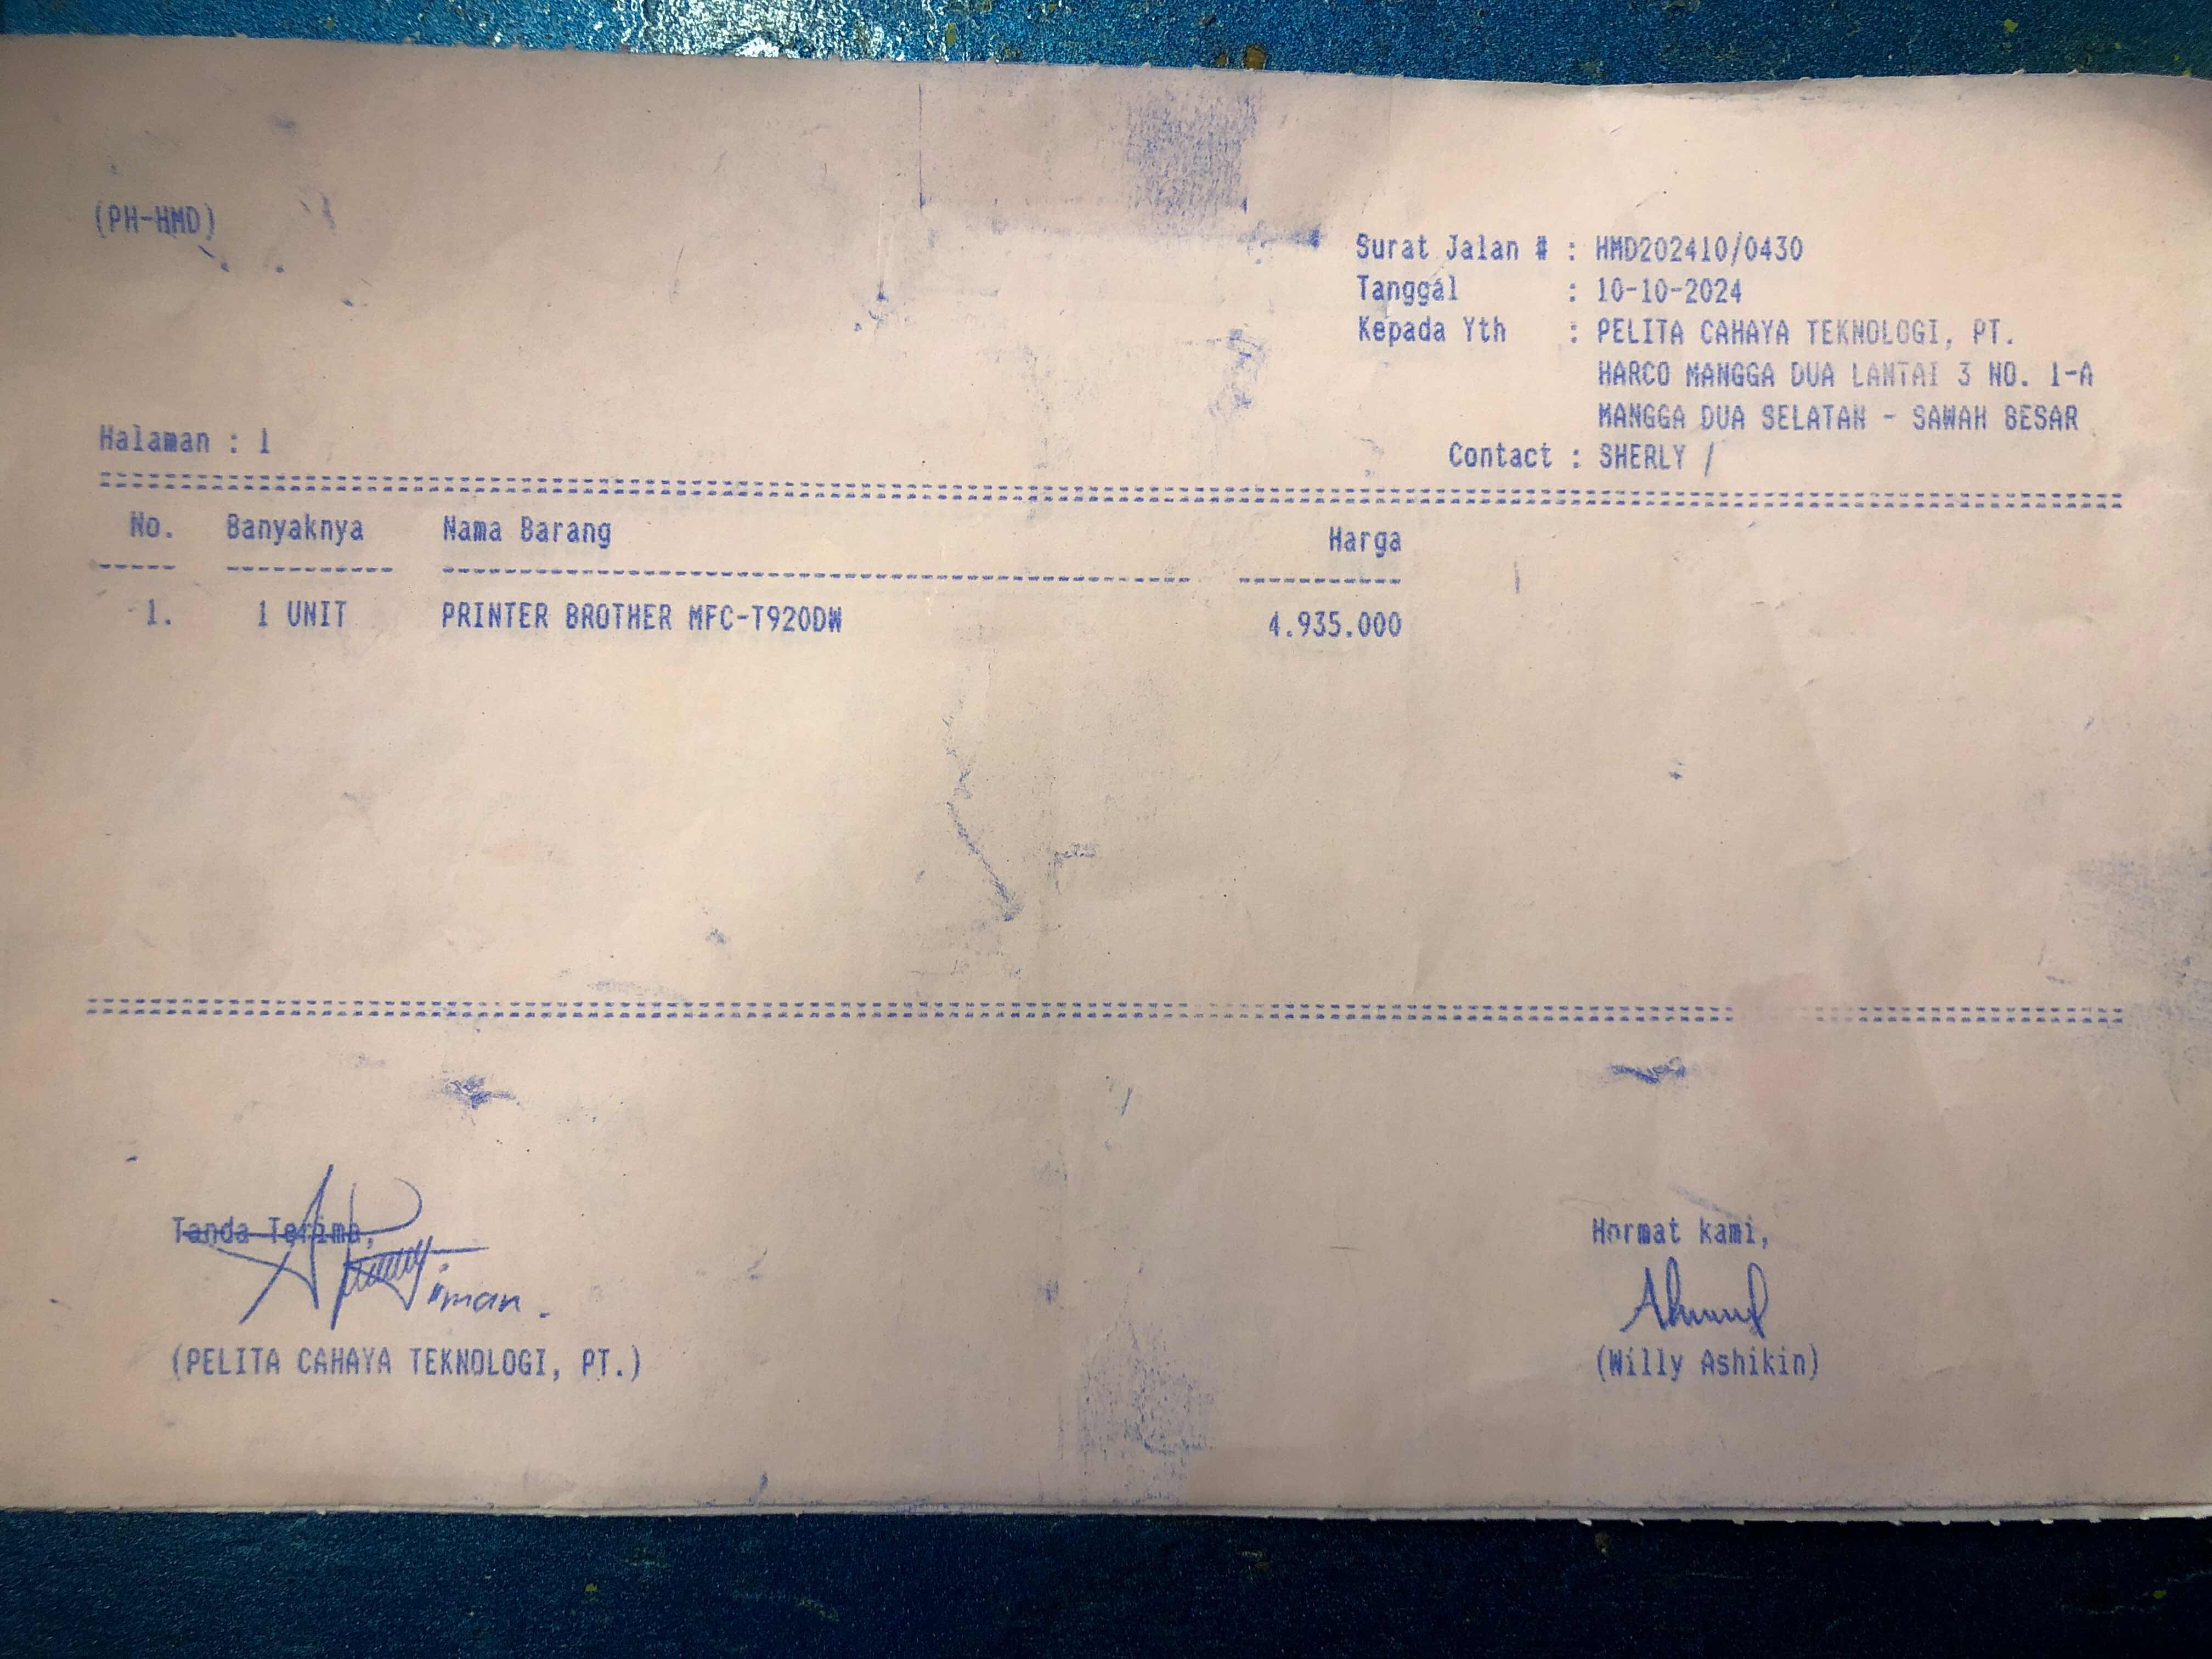 (PH-HMD)
Surat Jalan # : HMD202410/0430
Tanggal : 10-10-2024
Kepada Yth : PELITA CAHAYA TEKNOLOGI, PT.
HARCO MANGGA DUA LANTAI 3 NO. 1-A
MANGGA DUA SELATAN - SAWAH BESAR
Contact : SHERLY /
Halaman : 1
No. Banyaknya Nama Barang Harga
1. 1 UNIT PRINTER BROTHER MFC-T920DW 4.935.000
Tanda Terima, Hormat kami,
iman.
(PELITA CAHAYA TEKNOLOGI, PT.) (Willy Ashikin)